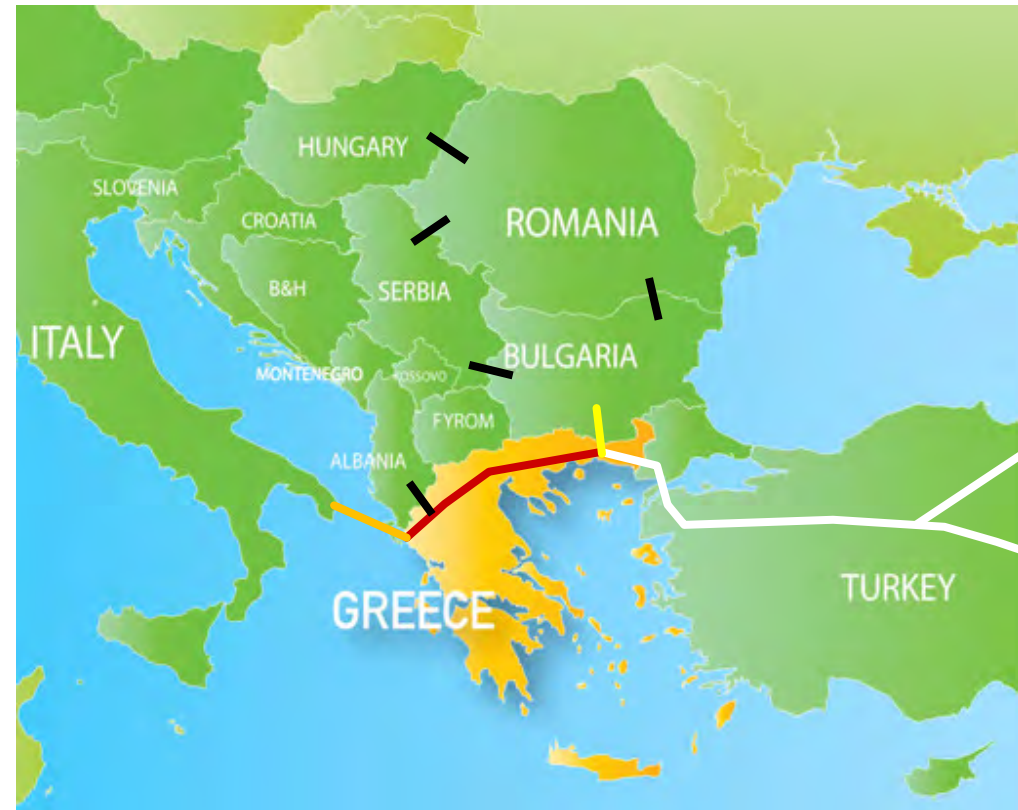 HUNGARY
SLOVENIA
CROATIA
ROMANIA
B&H
SERBIA
ITALY
BULGARIA
MONTENEGRO
KOSSOVO
FYROM
ALBANIA
TURKEY
GREECE